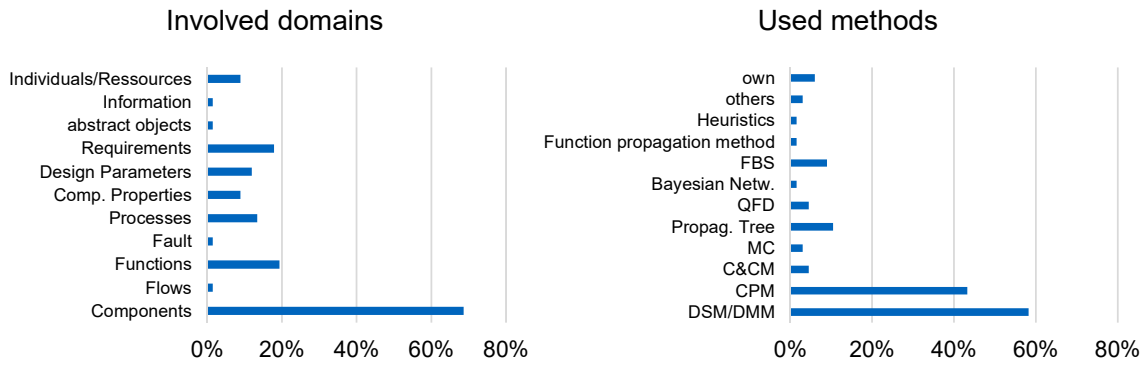 Involved domains
Individuals/Ressources
Information
abstract objects
Requirements
Design Parameters
Comp. Properties
Processes
Fault
Functions
Flows
Components
0% 20% 40% 60% 80%
Used methods
own
others
Heuristics
Function propagation method
FBS
Bayesian Netw.
QFD
Propag. Tree
MC
C&CM
CPM
DSM/DMM
0% 20% 40% 60% 80%